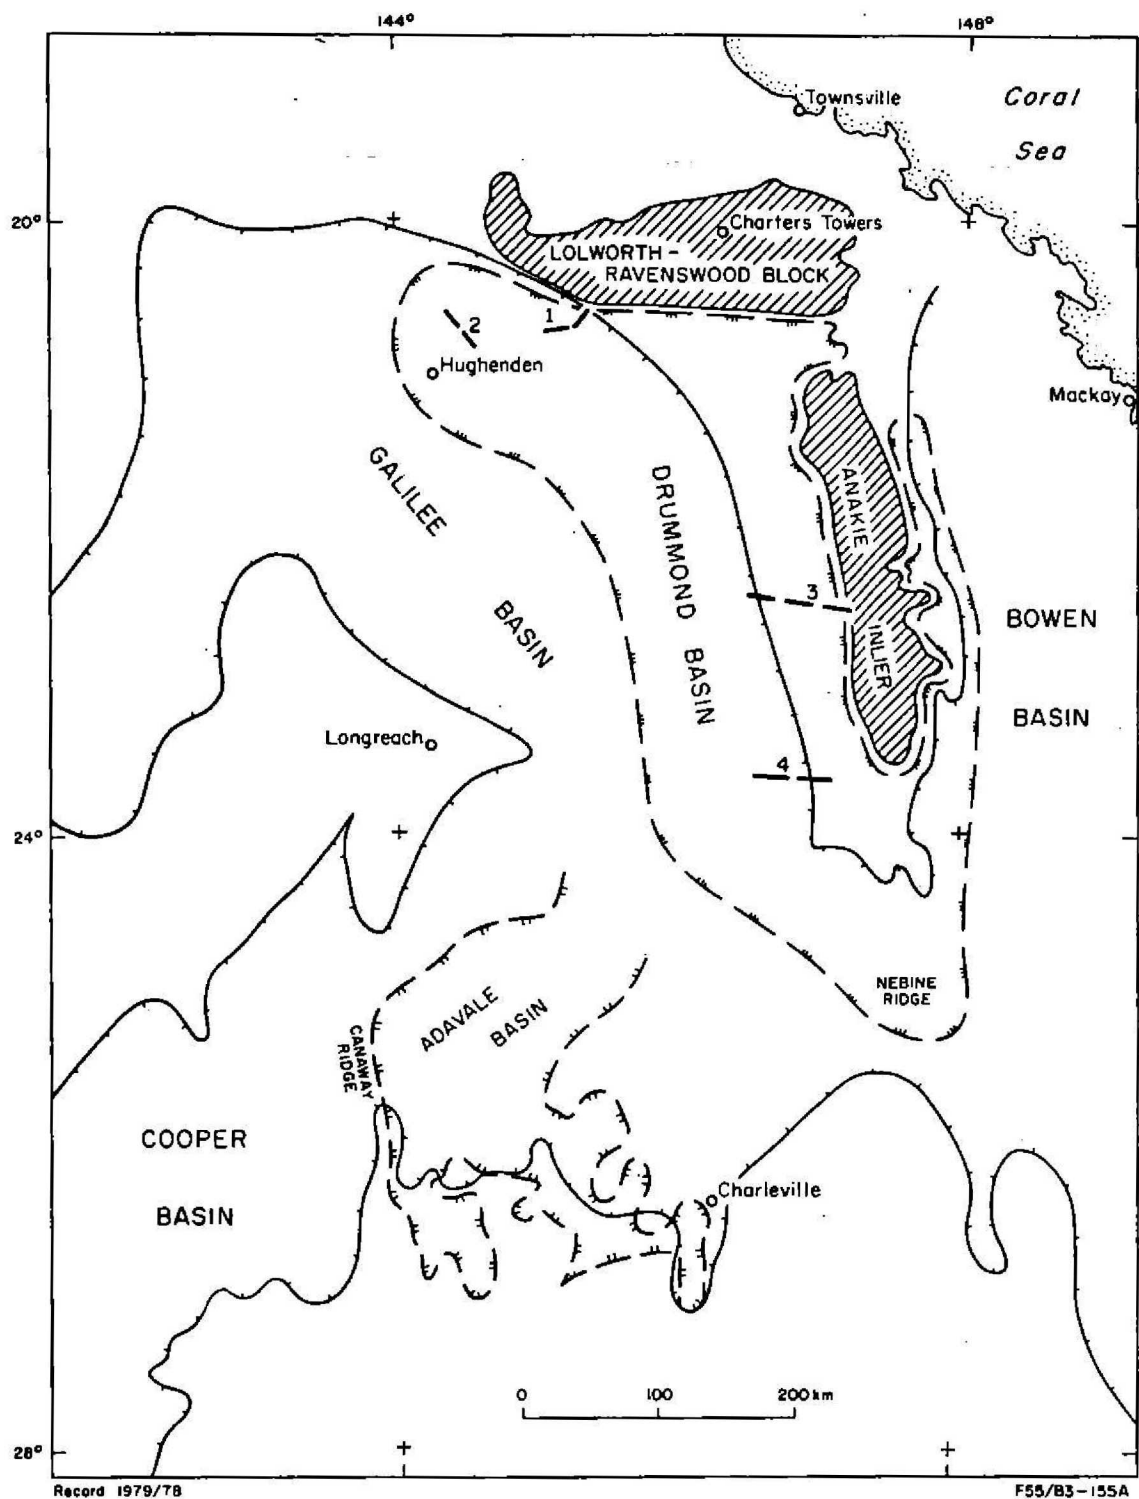 144°
148°
Townsville
Coral
Sea
20°
Charters Towers
LOLWORTH-
RAVENSWOOD BLOCK
1
2
Hughenden
Mackay
GALILEE
BASIN
DRUMMOND BASIN
ANAKIE
INLIER
3
BOWEN
BASIN
Longreach
4
24°
NEBINE
RIDGE
ADAVALE
BASIN
CANAWAY
RIDGE
COOPER
BASIN
Charleville
0 100 200km
28°
Record 1979/78
F55/B3-155A